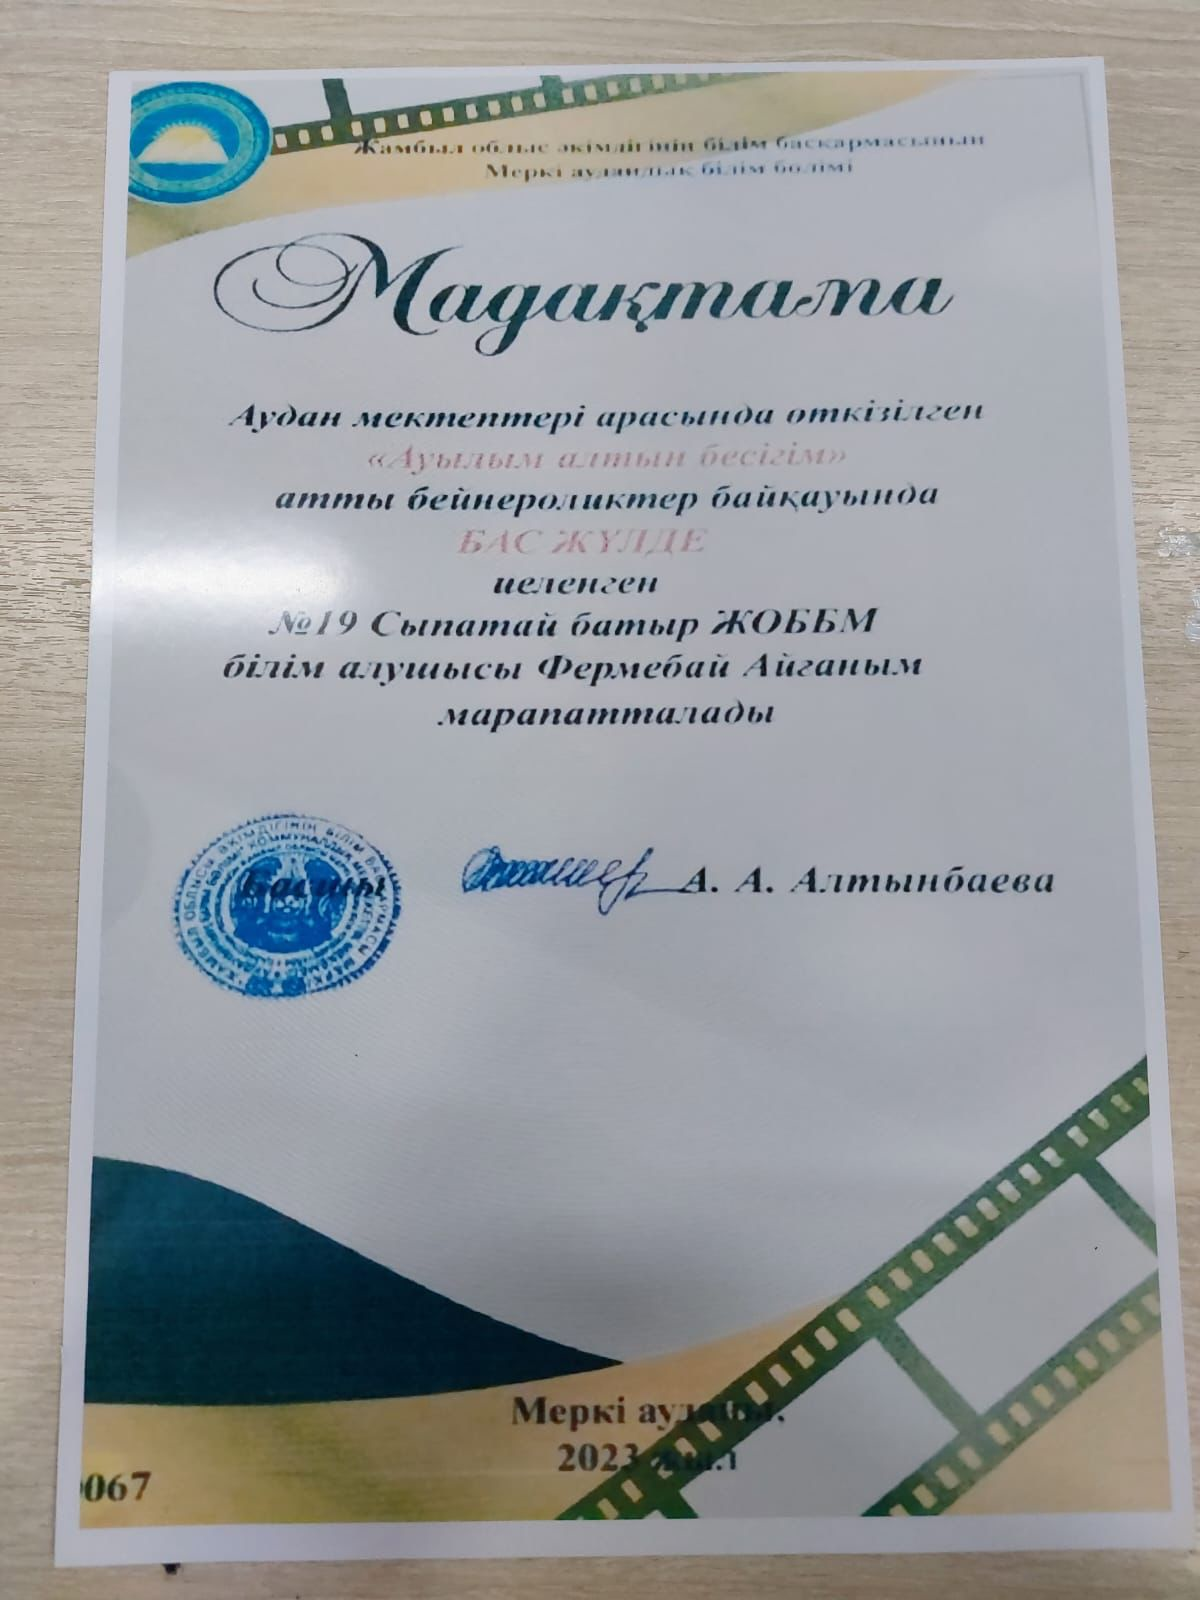 Жамбыл облыс әкімдігінің білім басқармасының
Меркі аудандық білім бөлімі
Мадақтама
Аудан мектептері арасында өткізілген
«Ауылым алтын бесігім»
атты бейнероликтер байқауында
БАС ЖҮЛДЕ
иеленген
№19 Сыпатай батыр ЖОББМ
білім алушысы Фермебай Айганым
марапатталады
Басшы А. А. Алтынбаева
Меркі ауданы,
2023 жыл
0067